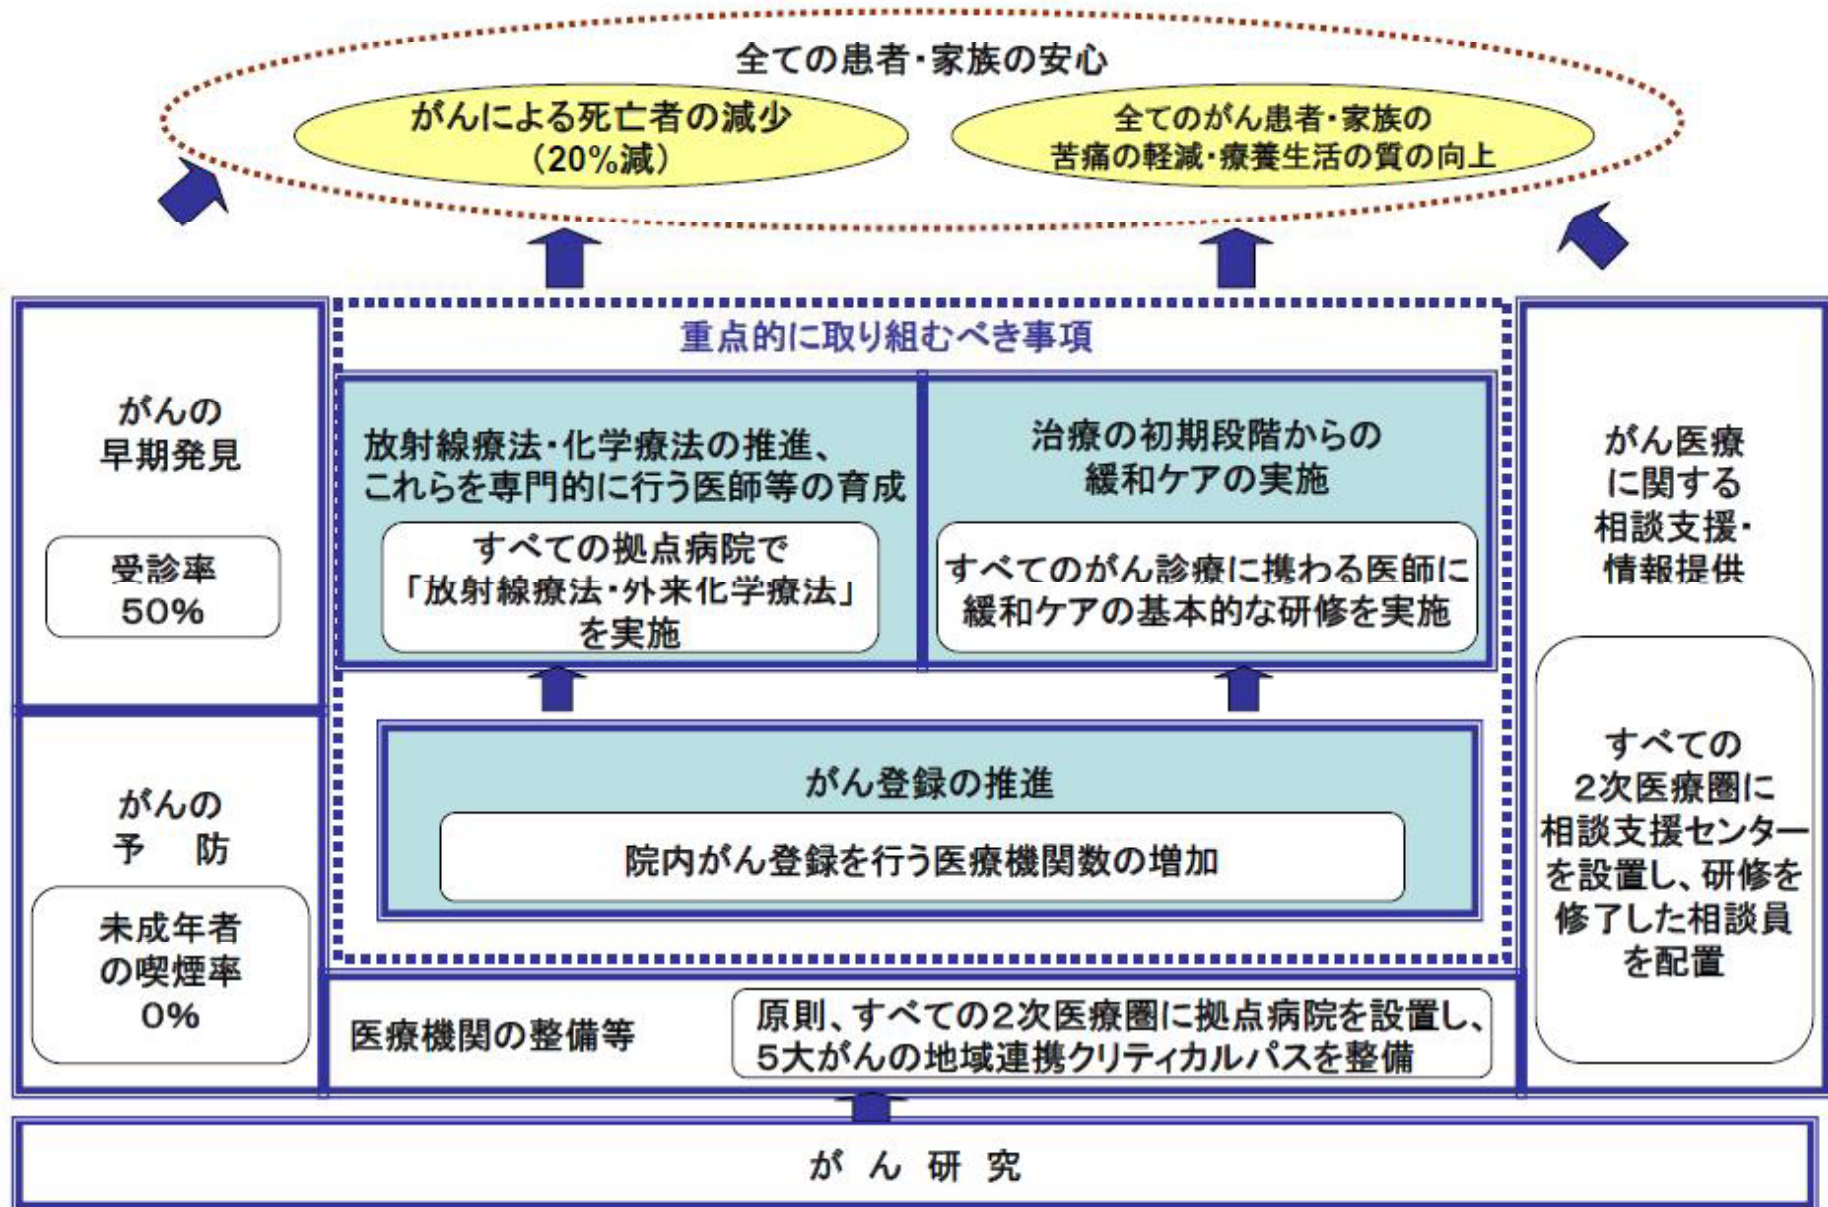 全ての患者・家族の安心
がんによる死亡者の減少
(20%減)
全てのがん患者・家族の
苦痛の軽減・療養生活の質の向上
がんの
早期発見
受診率
50%
がんの
予 防
未成年者
の喫煙率
0%
重点的に取り組むべき事項
放射線療法・化学療法の推進、
これらを専門的に行う医師等の育成
すべての拠点病院で
「放射線療法・外来化学療法」
を実施
治療の初期段階からの
緩和ケアの実施
すべてのがん診療に携わる医師に
緩和ケアの基本的な研修を実施
がん登録の推進
院内がん登録を行う医療機関数の増加
医療機関の整備等
原則、すべての2次医療圏に拠点病院を設置し、
5大がんの地域連携クリティカルパスを整備
がん医療
に関する
相談支援・
情報提供
すべての
2次医療圏に
相談支援センター
を設置し、研修を
修了した相談員
を配置
が ん 研 究